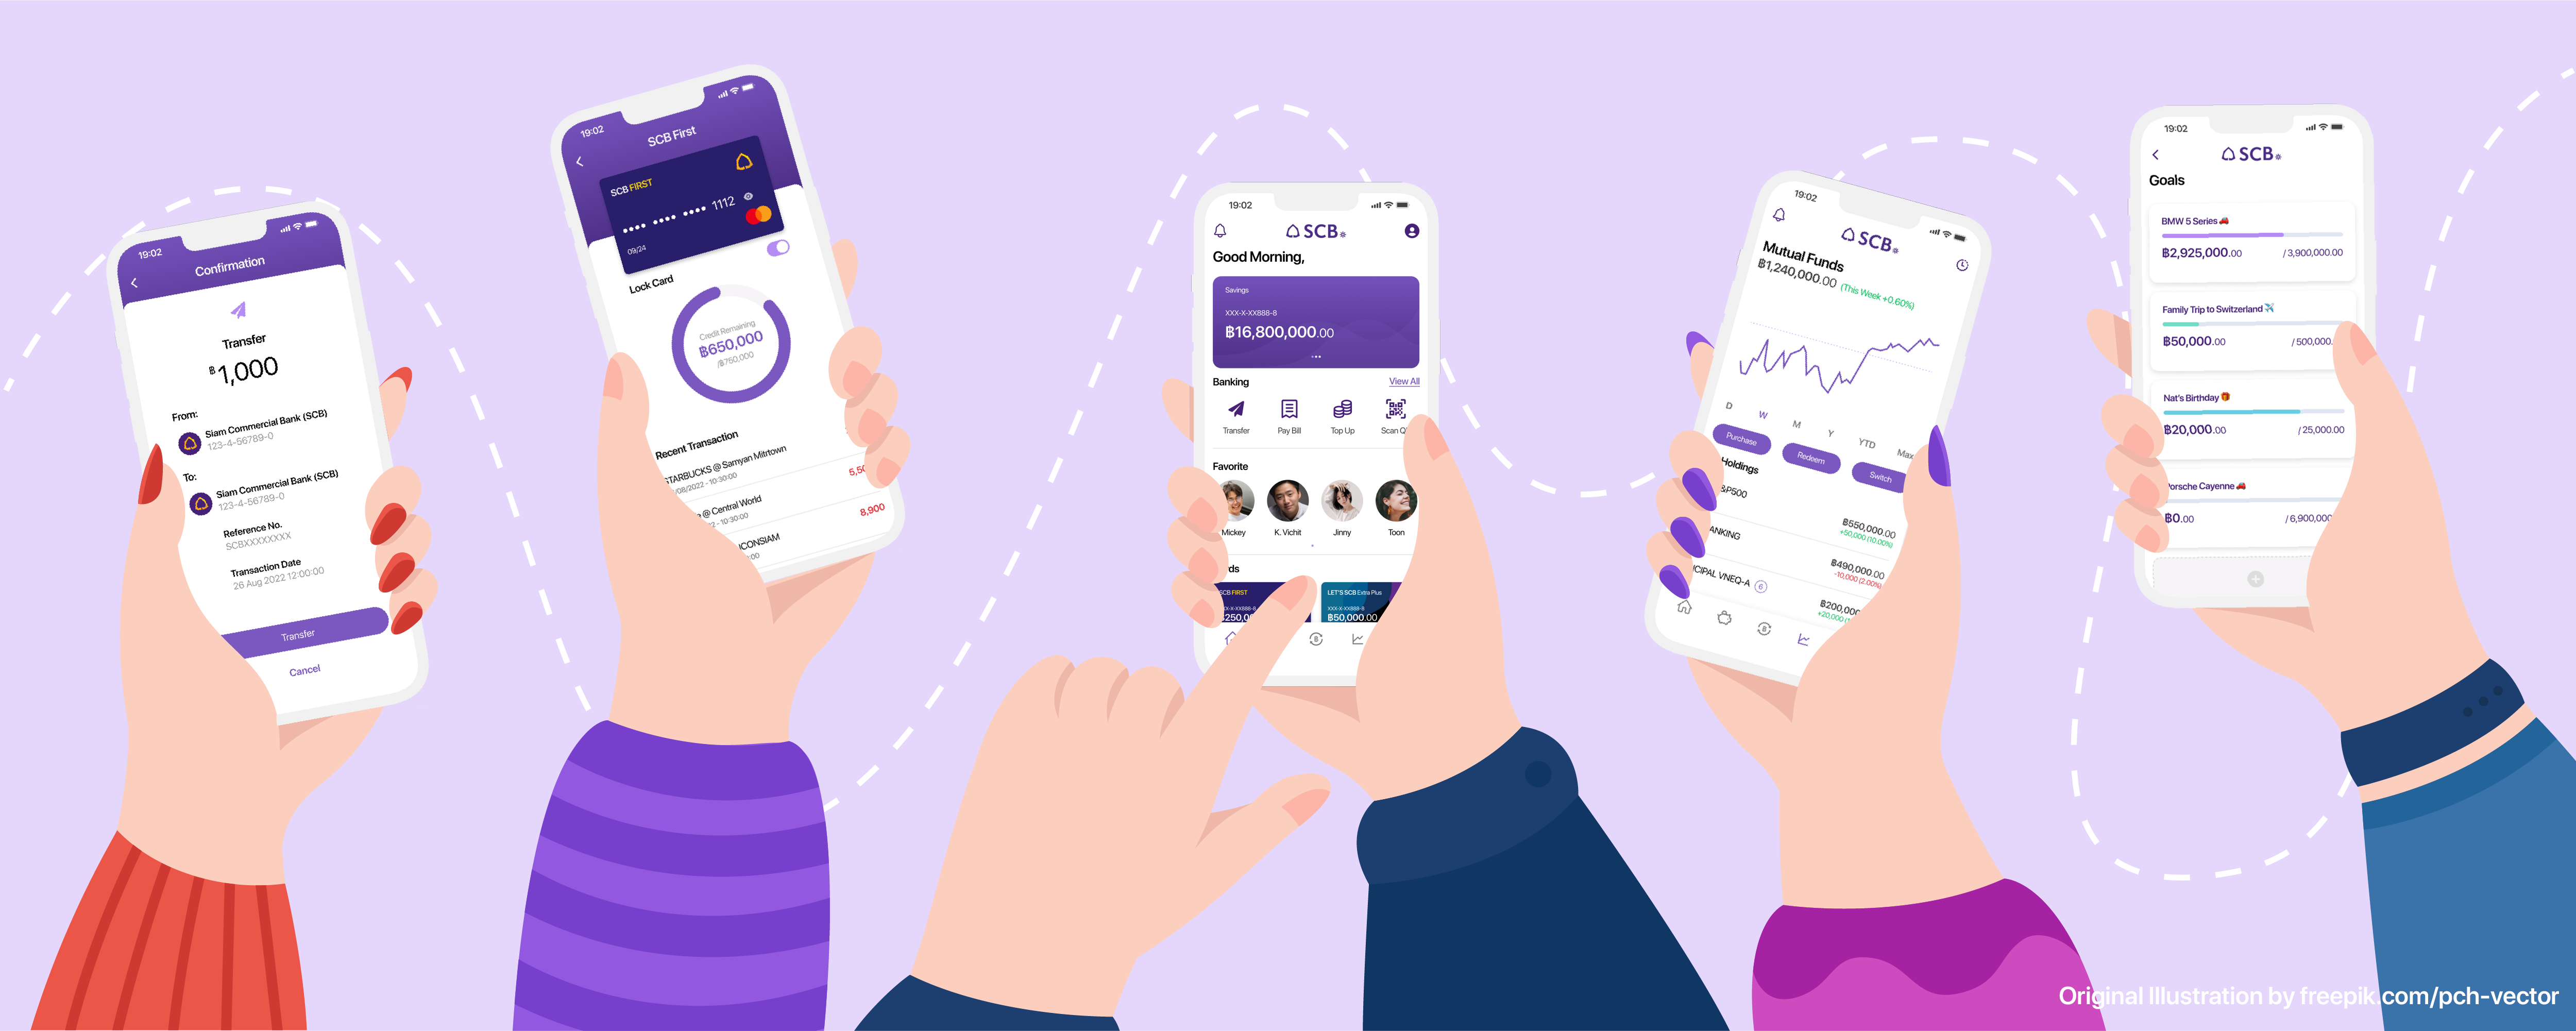 19:02
Confirmation
Transfer
฿1,000
From:
Siam Commercial Bank (SCB)
123-4-56789-0
To:
Siam Commercial Bank (SCB)
123-4-56789-0
Reference No.
SCBXXXXXXXX
Transaction Date
26 Aug 2022 12:00:00
Transfer
Cancel
19:02
SCB First
SCB FIRST
•••• •••• •••• 1112
09/24
Lock Card
Credit Remaining
฿650,000
/฿750,000
Recent Transaction
STARBUCKS @ Samyan Mitrtown
/08/2022 - 10:30:00
5,50
@ Central World
22 - 10:30:00
8,900
ICONSIAM
:00
19:02
SCB
Good Morning,
Savings
XXX-X-XX888-8
฿16,800,000.00
Banking
View All
Transfer
Pay Bill
Top Up
Scan Q
Favorite
Mickey
K. Vichit
Jinny
Toon
rds
SCB FIRST
LET'S SCB Extra Plus
XX-X-XX888-8
XXX-X-XX888-8
฿250,0
฿50,000.00
19:02
SCB
Mutual Funds
฿1,240,000.00 (This Week +0.60%)
D W M Y YTD Max
Purchase
Redeem
Switch
Holdings
&P500
฿550,000.00
+50,000 (10.00%)
ANKING
฿490,000.00
-10,000 (2.00%)
CIPAL VNEQ-A 6
฿200,000
+20,000
19:02
SCB
Goals
BMW 5 Series 🚗
฿2,925,000.00 / 3,900,000.00
Family Trip to Switzerland ✈️
฿50,000.00 / 500,000.
Nat's Birthday 🎁
฿20,000.00 / 25,000.00
Porsche Cayenne 🚗
฿0.00 / 6,900,000
Original Illustration by freepik.com/pch-vector